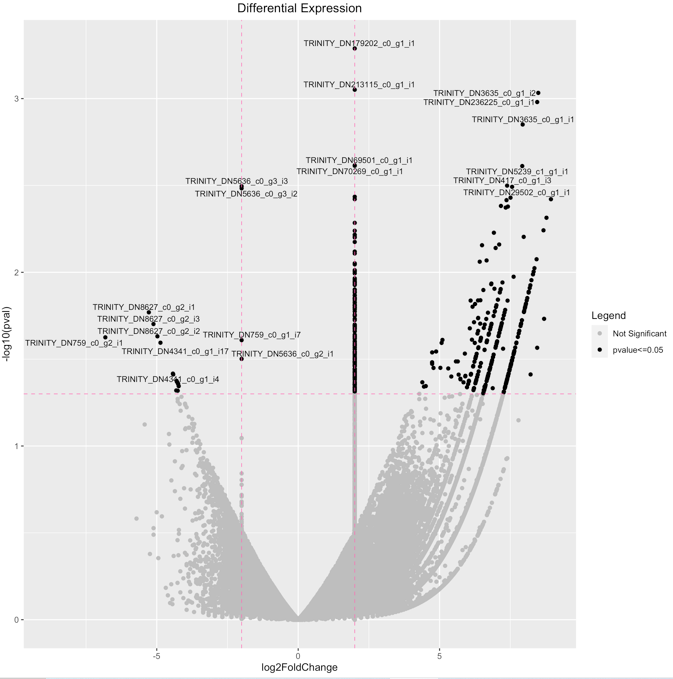 Differential Expression
TRINITY_DN179202_c0_g1_i1
TRINITY_DN213115_c0_g1_i1
3
TRINITY_DN3635_c0_g1_i2
TRINITY_DN236225_c0_g1_i1
TRINITY_DN3635_c0_g1_i1
TRINITY_DN69501_c0_g1_i1
TRINITY_DN70269_c0_g1_i1
TRINITY_DN5239_c1_g1_i1
TRINITY_DN417_c0_g1_i3
TRINITY_DN5636_c0_g3_i3
TRINITY_DN5636_c0_g3_i2
TRINITY_DN29502_c0_g1_i1
2
-log10(pval)
TRINITY_DN8627_c0_g2_i1
TRINITY_DN8627_c0_g2_i3
TRINITY_DN8627_c0_g2_i2
TRINITY_DN759_c0_g1_i7
TRINITY_DN759_c0_g2_i1
TRINITY_DN4341_c0_g1_i17
TRINITY_DN5636_c0_g2_i1
TRINITY_DN4341_c0_g1_i4
Legend
Not Significant
pvalue<=0.05
1
0
-5
0
5
log2FoldChange